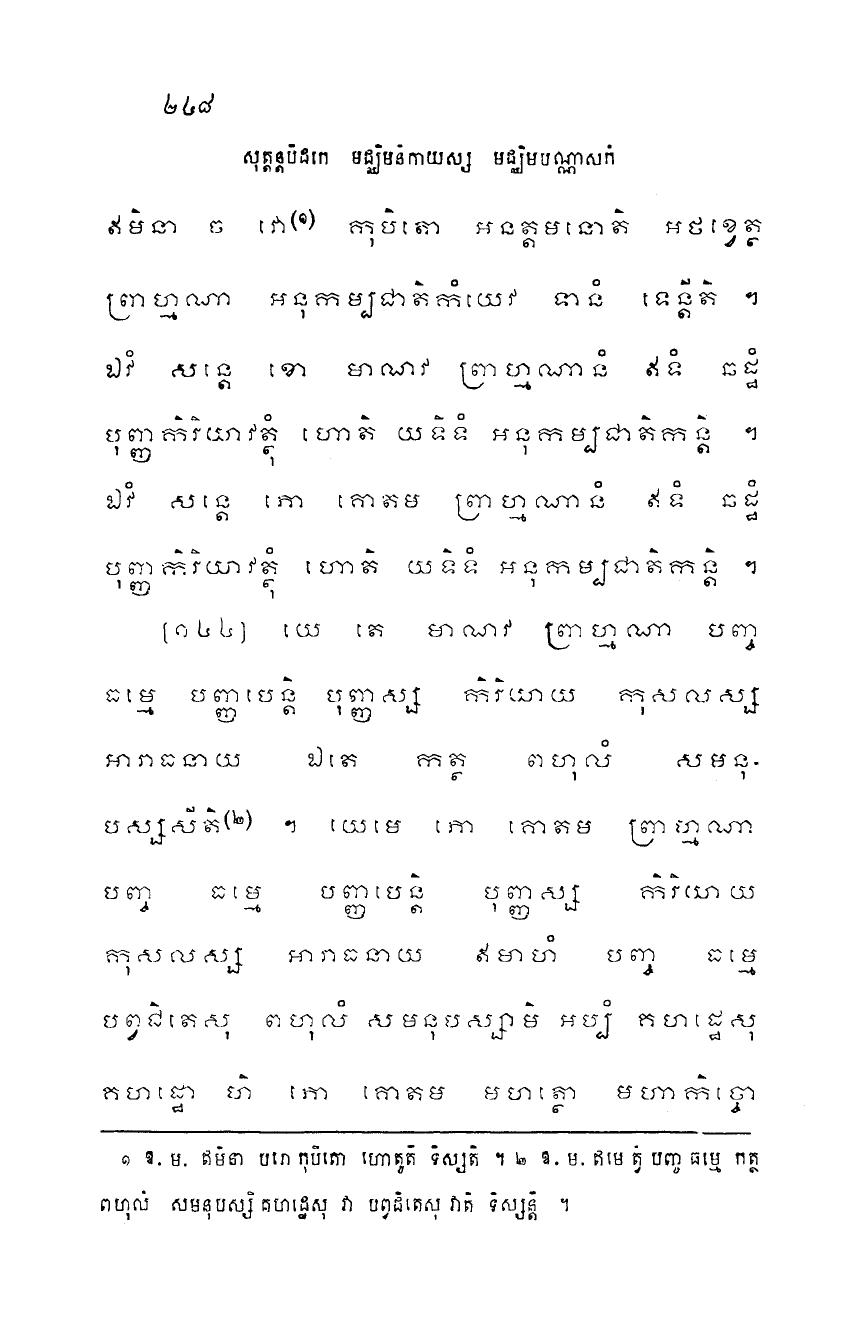 ២៤៨
សុត្តន្តបិដកេ មជ្ឈិមនិកាយស្ស មជ្ឈិមបណ្ណាសកំ
ឥមិនា ច វេ(១) កុបិតោ អនត្តមនោតិ អថខ្វេត្ថ
ព្រាហ្មណា អនុកម្បជាតិកំយេវ ទានំ ទេន្តីតិ ។
ឯវំ សន្តេ ខោ មាណវ ព្រាហ្មណានំ ឥទំ ឆដ្ឋំ
បុញ្ញកិរិយាវត្ថុំ ហោតិ យទិទំ អនុកម្បជាតិកន្តិ ។
ឯវំ សន្តេ ភោ គោតម ព្រាហ្មណានំ ឥទំ ឆដ្ឋំ
បុញ្ញកិរិយាវត្ថុំ ហោតិ យទិទំ អនុកម្បជាតិកន្តិ ។
[១៤៤] យេ តេ មាណវ ព្រាហ្មណា បញ្ច
ធម្មេ បញ្ញបេន្តិ បុញ្ញស្ស កិរិយាយ កុសលស្ស
អារាធនាយ ឯតេ កត្ថ ពហុលំ សមនុ-
បស្សសីតិ(២) ។ យេមេ ភោ គោតម ព្រាហ្មណា
បញ្ច ធម្មេ បញ្ញបេន្តិ បុញ្ញស្ស កិរិយាយ
កុសលស្ស អារាធនាយ ឥមាហំ បញ្ច ធម្មេ
បព្វជិតេសុ ពហុលំ សមនុបស្សាមិ អប្បំ គហដ្ឋេសុ
គហដ្ឋោ ហិ ភោ គោតម មហត្ថោ មហាកិច្ចោ
១ ឱ. ម. ឥមិនា បរោ កុបិតោ ហោតូតិ ទិស្សតិ ។ ២ ឱ. ម. ឥមេ ត្វំ បញ្ច ធម្មេ កត្ថ
ពហុលំ សមនុបស្សិ គហដ្ឋេសុ វា បព្វជិតេសុ វាតិ ទិស្សន្តិ ។